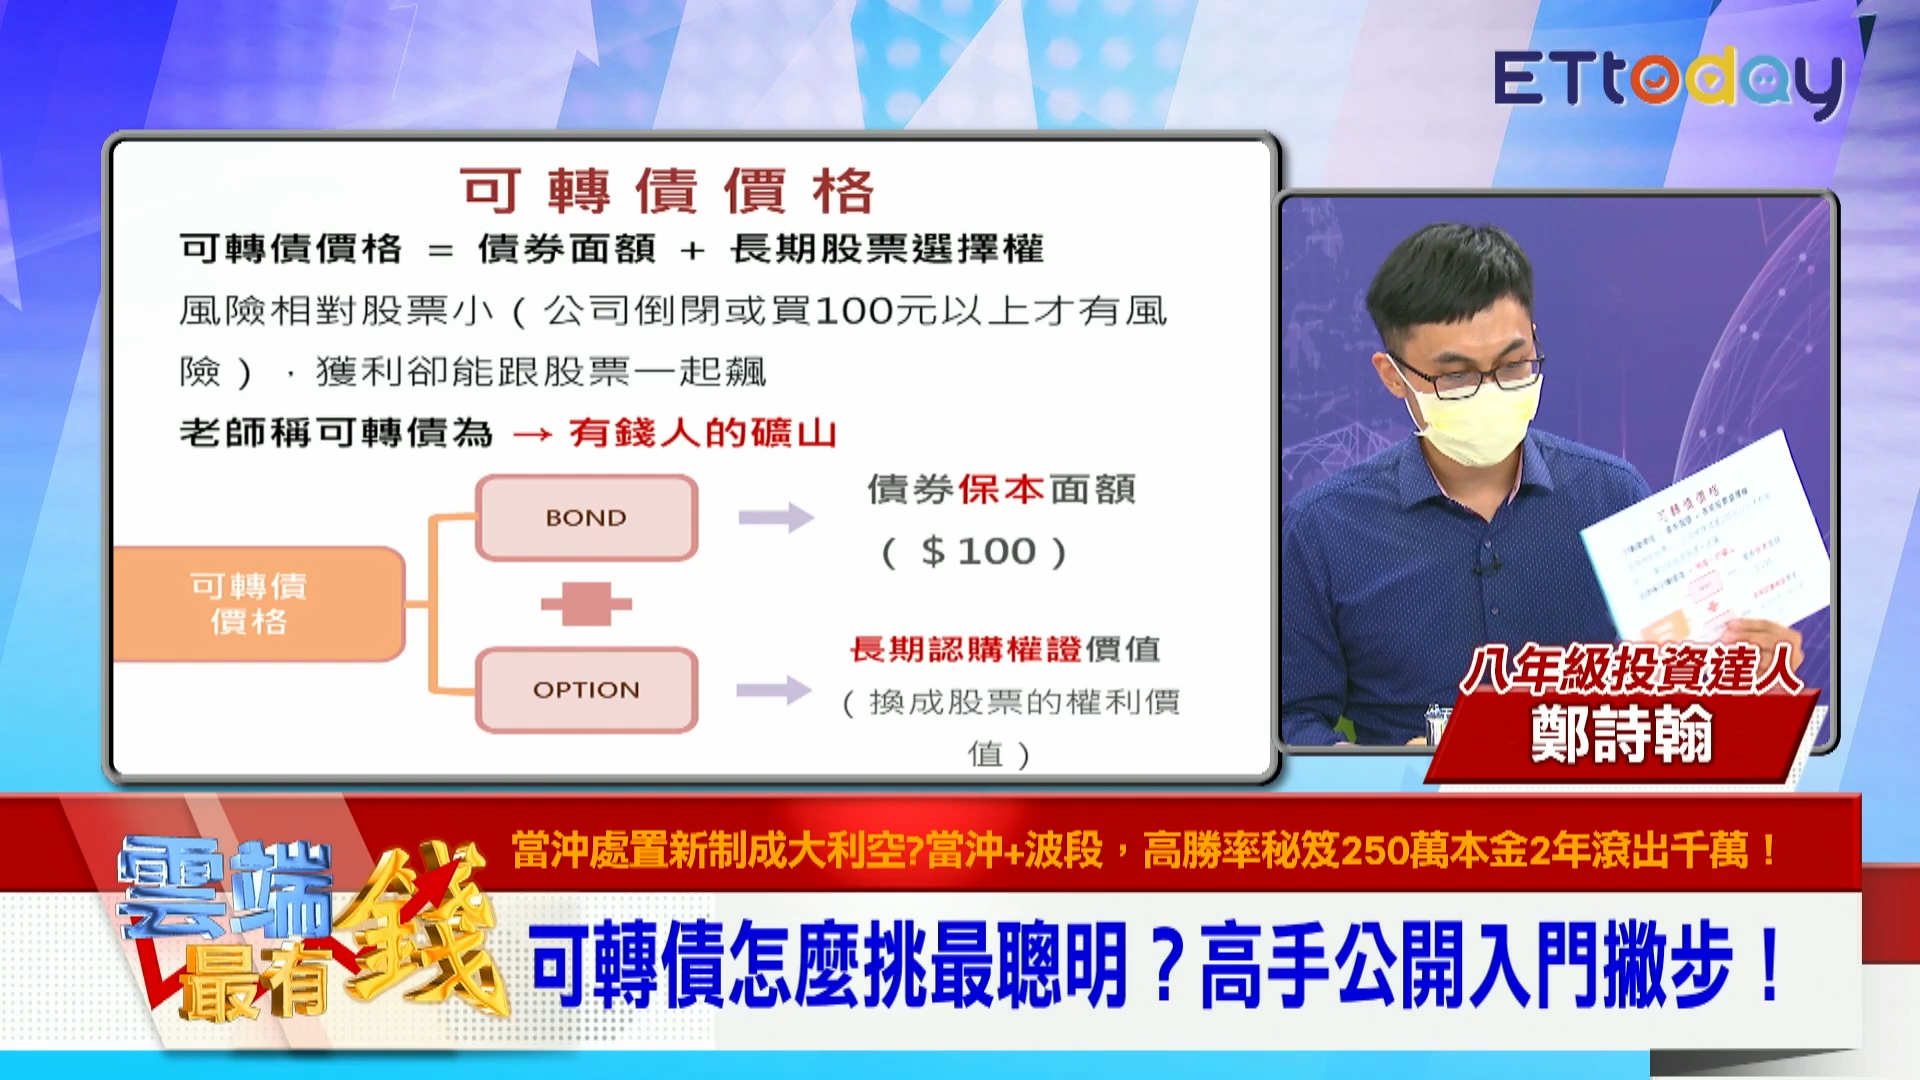 ETtoday
可轉債價格
可轉債價格 = 債券面額 + 長期股票選擇權
風險相對股票小（公司倒閉或買100元以上才有風
險），獲利卻能跟股票一起飆
老師稱可轉債為 → 有錢人的礦山
可轉債
價格
BOND
債券保本面額
（＄100）
OPTION
長期認購權證價值
（換成股票的權利價
值）
可轉債價格
八年級投資達人
鄭詩翰
雲端
最有錢
當沖處置新制成大利空?當沖+波段，高勝率秘笈250萬本金2年滾出千萬！
可轉債怎麼挑最聰明？高手公開入門撇步！